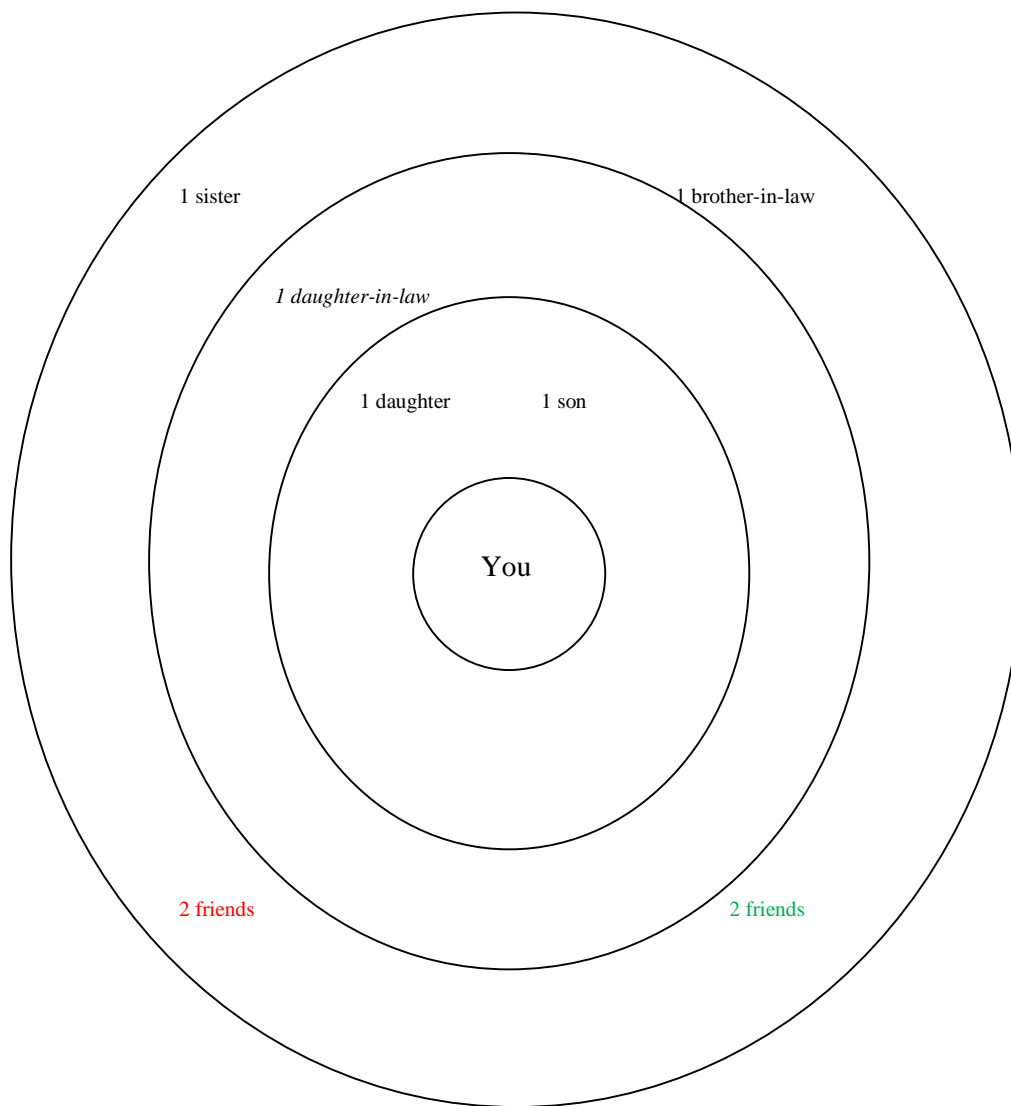 1 sister
1 brother-in-law
1 daughter-in-law
1 daughter
1 son
You
2 friends
2 friends